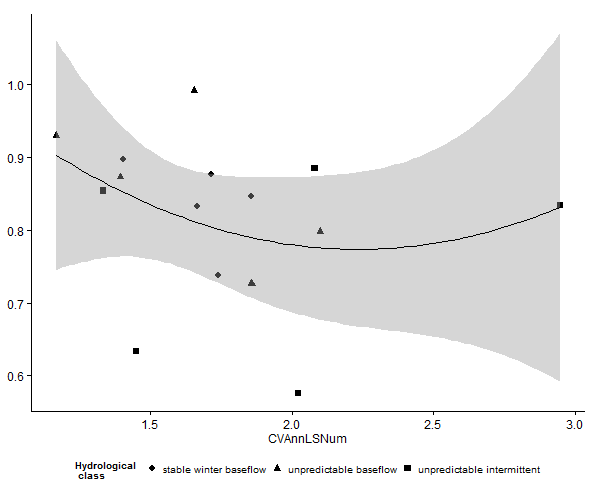 1.0
0.9
0.8
0.7
0.6
1.5 2.0 2.5 3.0
CVAnnLSNum
Hydrological
class
stable winter baseflow unpredictable baseflow unpredictable intermittent